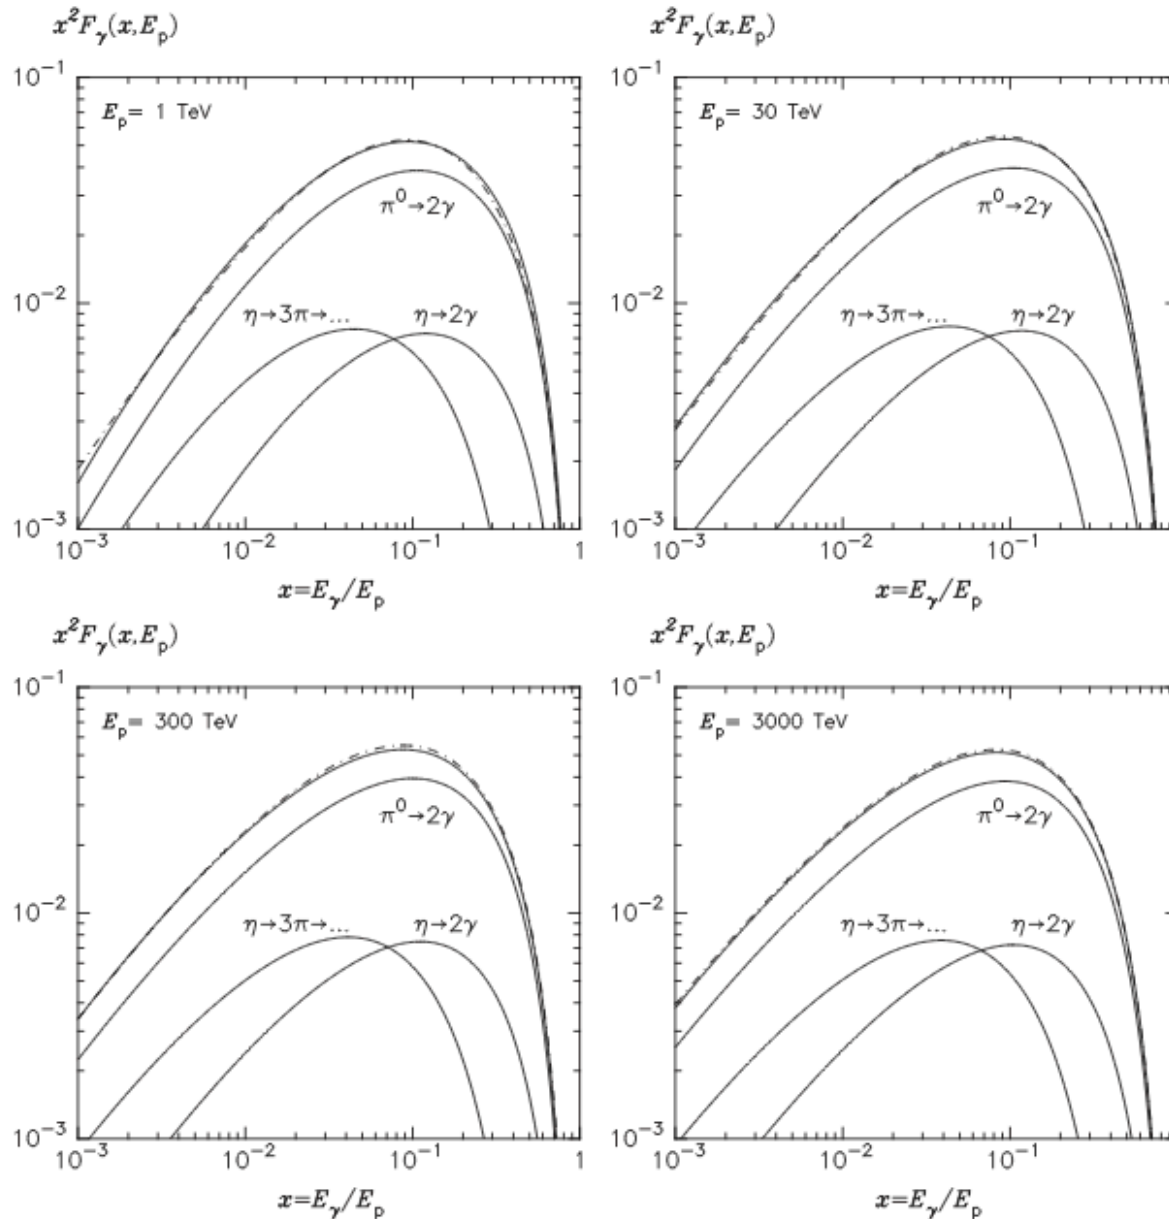 x²F_γ(x,E_p)
10⁻¹
E_p= 1 TeV
π⁰→2γ
10⁻²
η→3π→...
η→2γ
10⁻³
10⁻³ 10⁻² 10⁻¹ 1
x=E_γ/E_p
x²F_γ(x,E_p)
10⁻¹
E_p= 30 TeV
π⁰→2γ
10⁻²
η→3π→...
η→2γ
10⁻³
10⁻³ 10⁻² 10⁻¹
x=E_γ/E_p
x²F_γ(x,E_p)
10⁻¹
E_p= 300 TeV
π⁰→2γ
10⁻²
η→3π→...
η→2γ
10⁻³
10⁻³ 10⁻² 10⁻¹ 1
x=E_γ/E_p
x²F_γ(x,E_p)
10⁻¹
E_p= 3000 TeV
π⁰→2γ
10⁻²
η→3π→...
η→2γ
10⁻³
10⁻³ 10⁻² 10⁻¹
x=E_γ/E_p